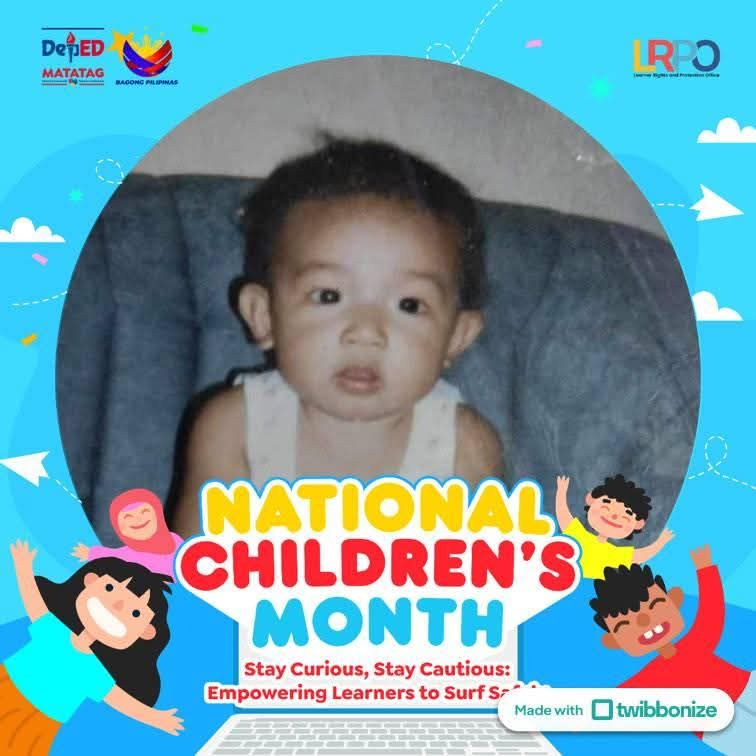 DepED
MATATAG
BAGONG PILIPINAS
LRPO
Learner Rights and Protection Office
NATIONAL
CHILDREN'S
MONTH
Stay Curious, Stay Cautious:
Empowering Learners to Surf
Made with twibbonize